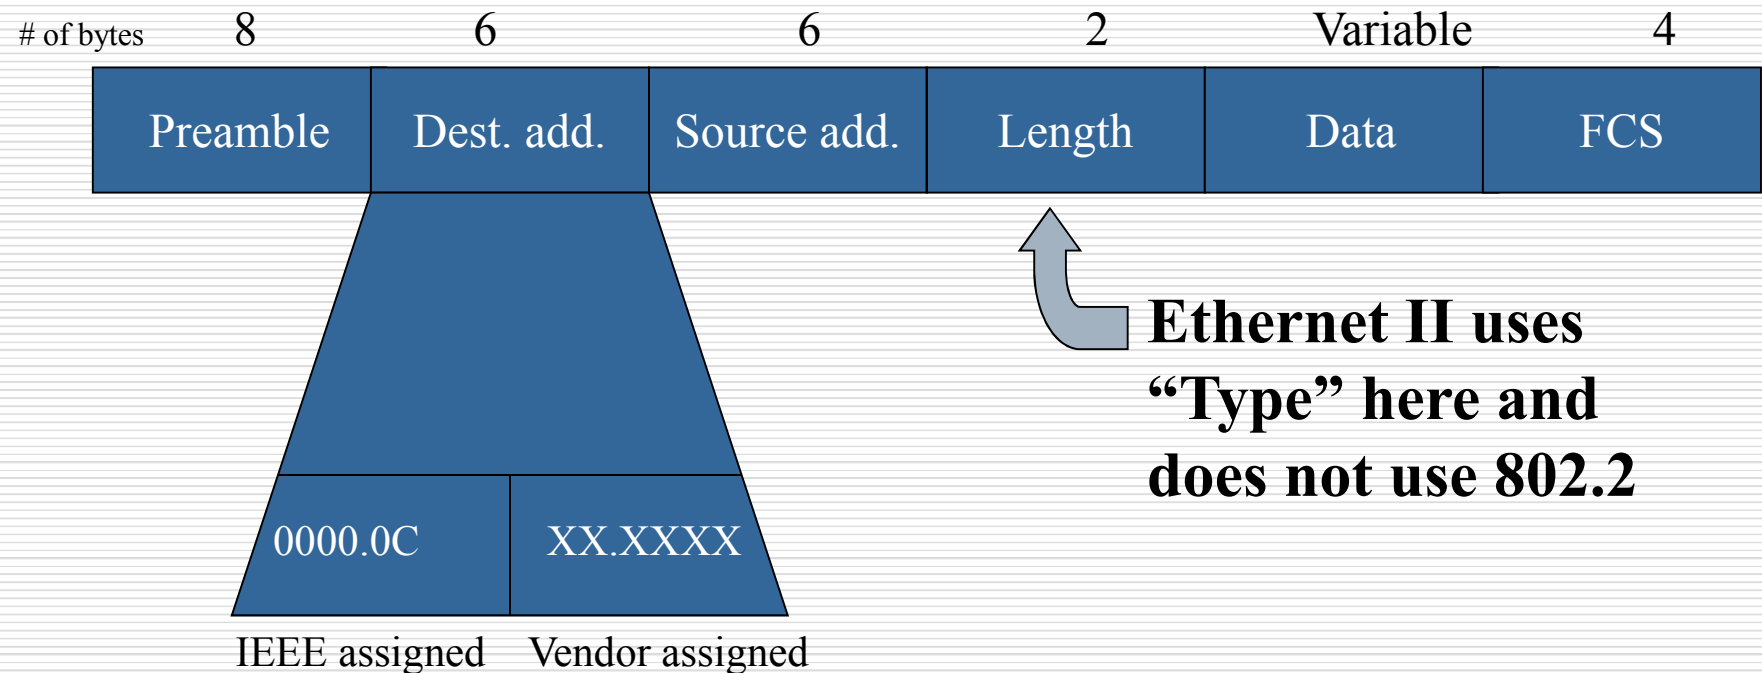 # of bytes 8 6 6 2 Variable 4
Preamble Dest. add. Source add. Length Data FCS
Ethernet II uses
“Type” here and
does not use 802.2
0000.0C XX.XXXX
IEEE assigned Vendor assigned